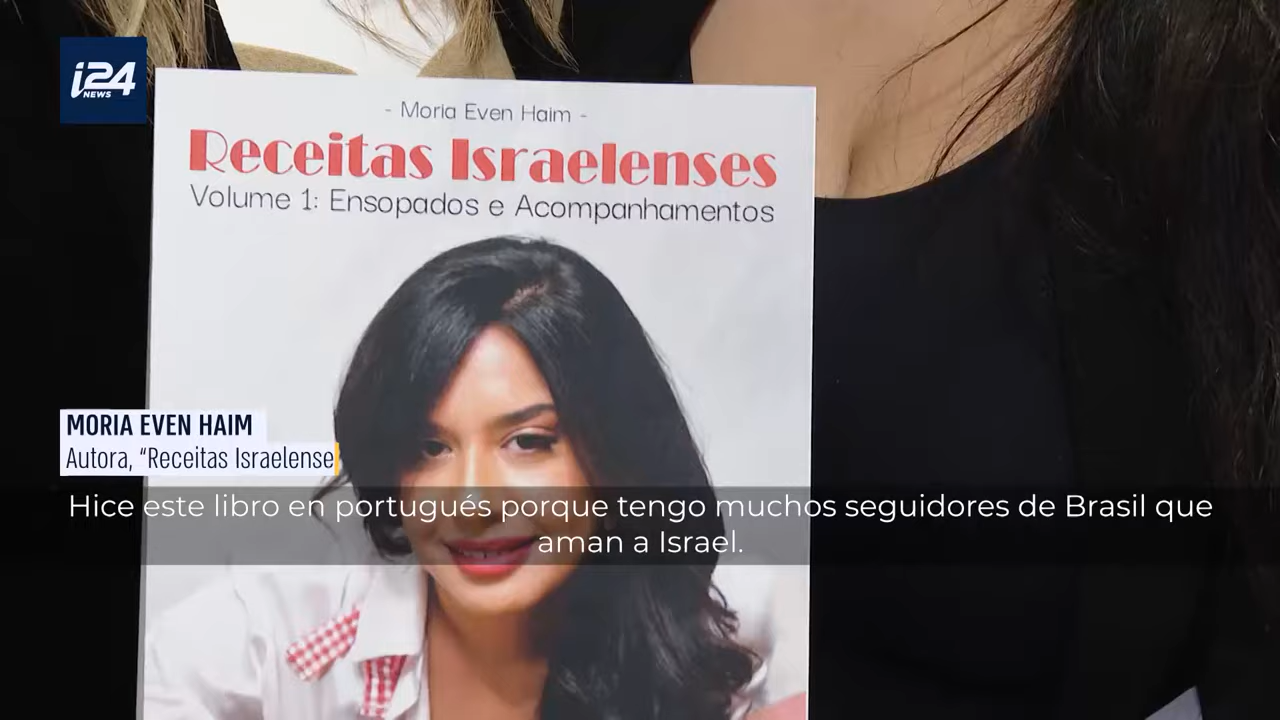 i24
NEWS
- Moria Even Haim -
Receitas Israelenses
Volume 1: Ensopados e Acompanhamentos
MORIA EVEN HAIM
Autora, “Receitas Israelense
Hice este libro en portugués porque tengo muchos seguidores de Brasil que
aman a Israel.